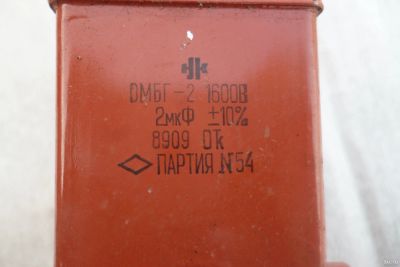 ОМБГ-2 1600В
2мкФ ±10%
8909 ОТК
ПАРТИЯ №54